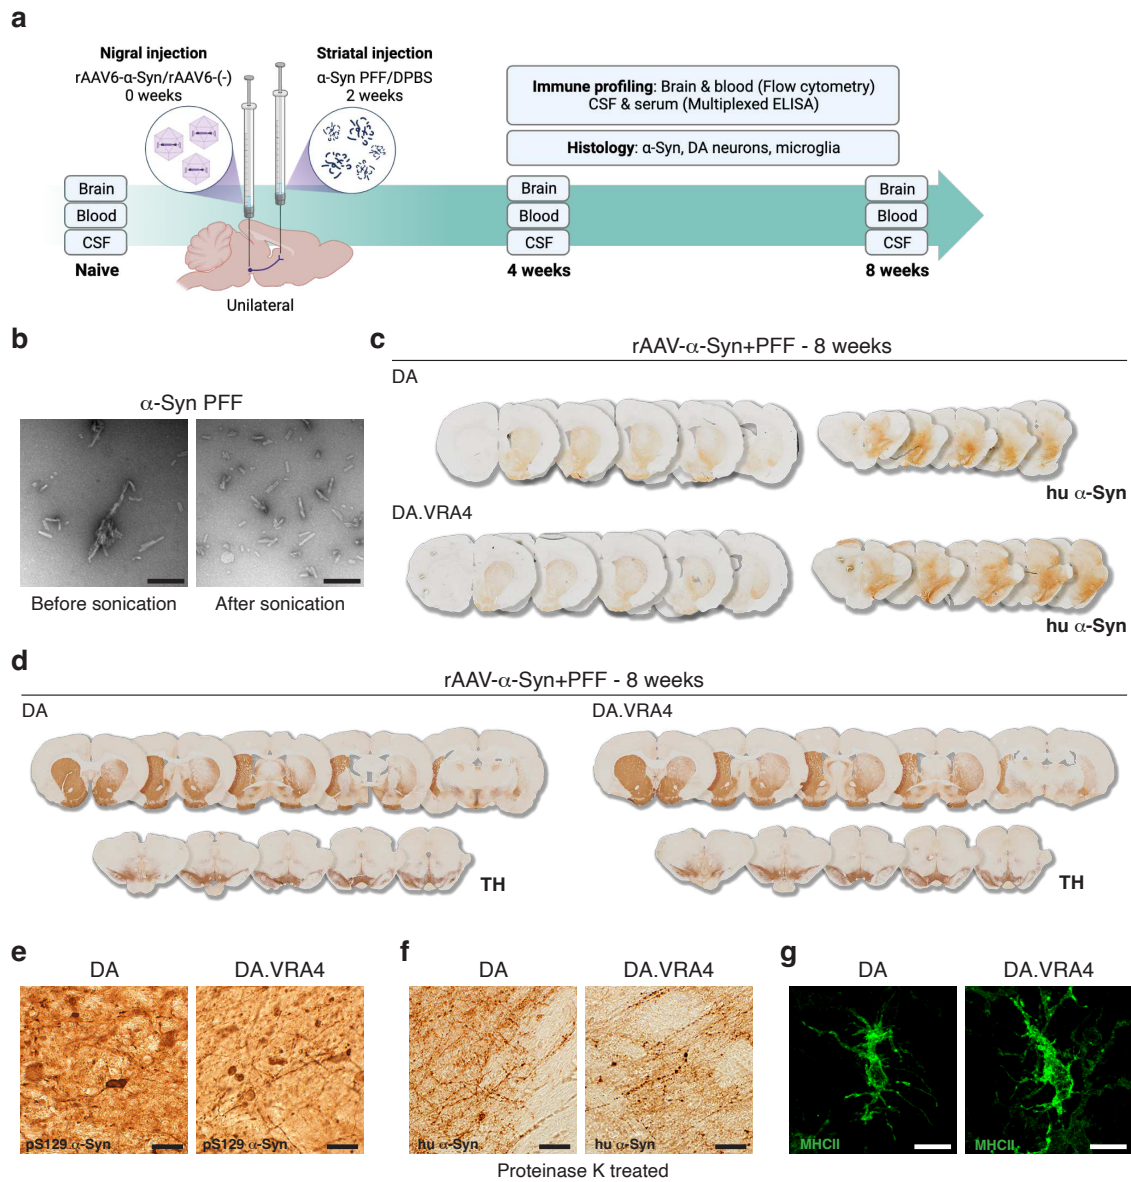 a
Nigral injection
rAAV6-α-Syn/rAAV6-(-)
0 weeks
Striatal injection
α-Syn PFF/DPBS
2 weeks
Immune profiling: Brain & blood (Flow cytometry)
CSF & serum (Multiplexed ELISA)
Histology: α-Syn, DA neurons, microglia
Brain
Blood
CSF
Naive
Unilateral
Brain
Blood
CSF
4 weeks
Brain
Blood
CSF
8 weeks
b
α-Syn PFF
Before sonication
After sonication
c
rAAV-α-Syn+PFF - 8 weeks
DA
hu α-Syn
DA.VRA4
hu α-Syn
d
rAAV-α-Syn+PFF - 8 weeks
DA
DA.VRA4
TH
TH
e
DA
DA.VRA4
pS129 α-Syn
pS129 α-Syn
f
DA
DA.VRA4
hu α-Syn
hu α-Syn
Proteinase K treated
g
DA
DA.VRA4
MHCII
MHCII